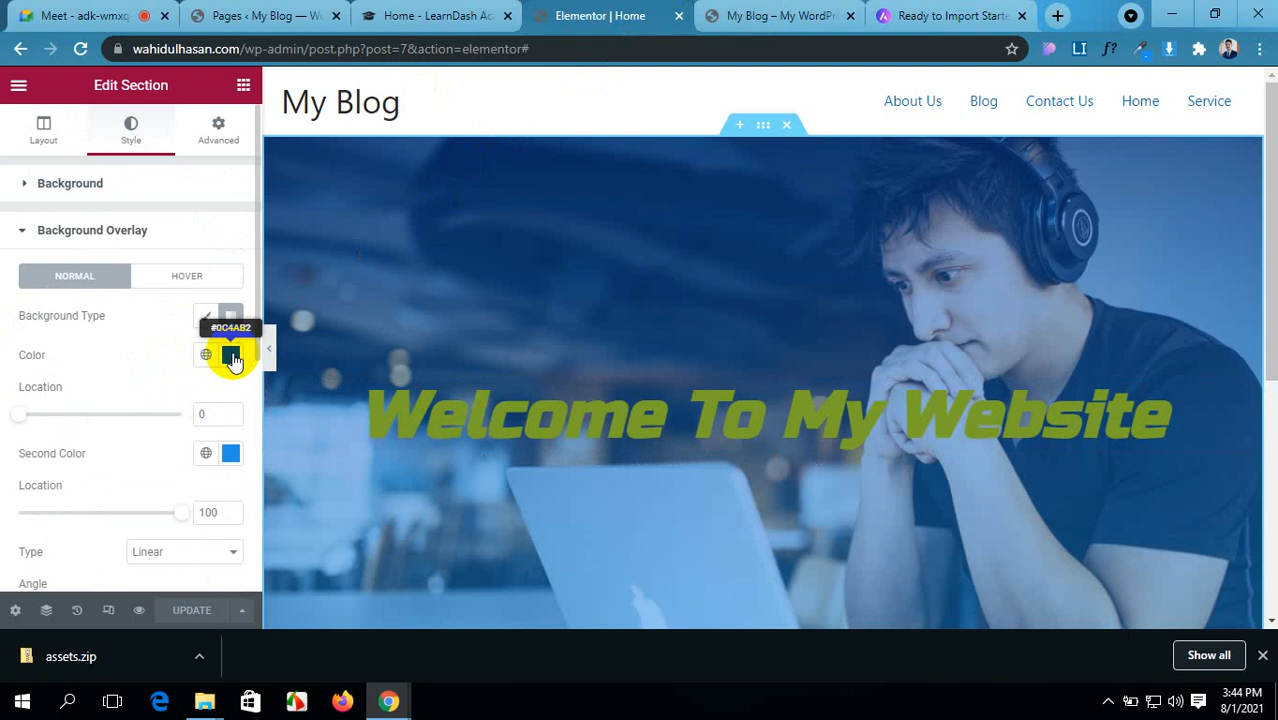 Meet - adk-wmxq-
Pages ‹ My Blog — W
Home - LearnDash Ac
Elementor | Home
My Blog – My WordPr
Ready to Import Starte
wahidulhasan.com/wp-admin/post.php?post=7&action=elementor#
Edit Section
Layout
Style
Advanced
Background
Background Overlay
NORMAL
HOVER
Background Type
#0C4AB2
Color
Location
0
Second Color
Location
100
Type
Linear
Angle
UPDATE
My Blog
About Us
Blog
Contact Us
Home
Service
Welcome To My Website
assets.zip
Show all
3:44 PM
8/1/2021